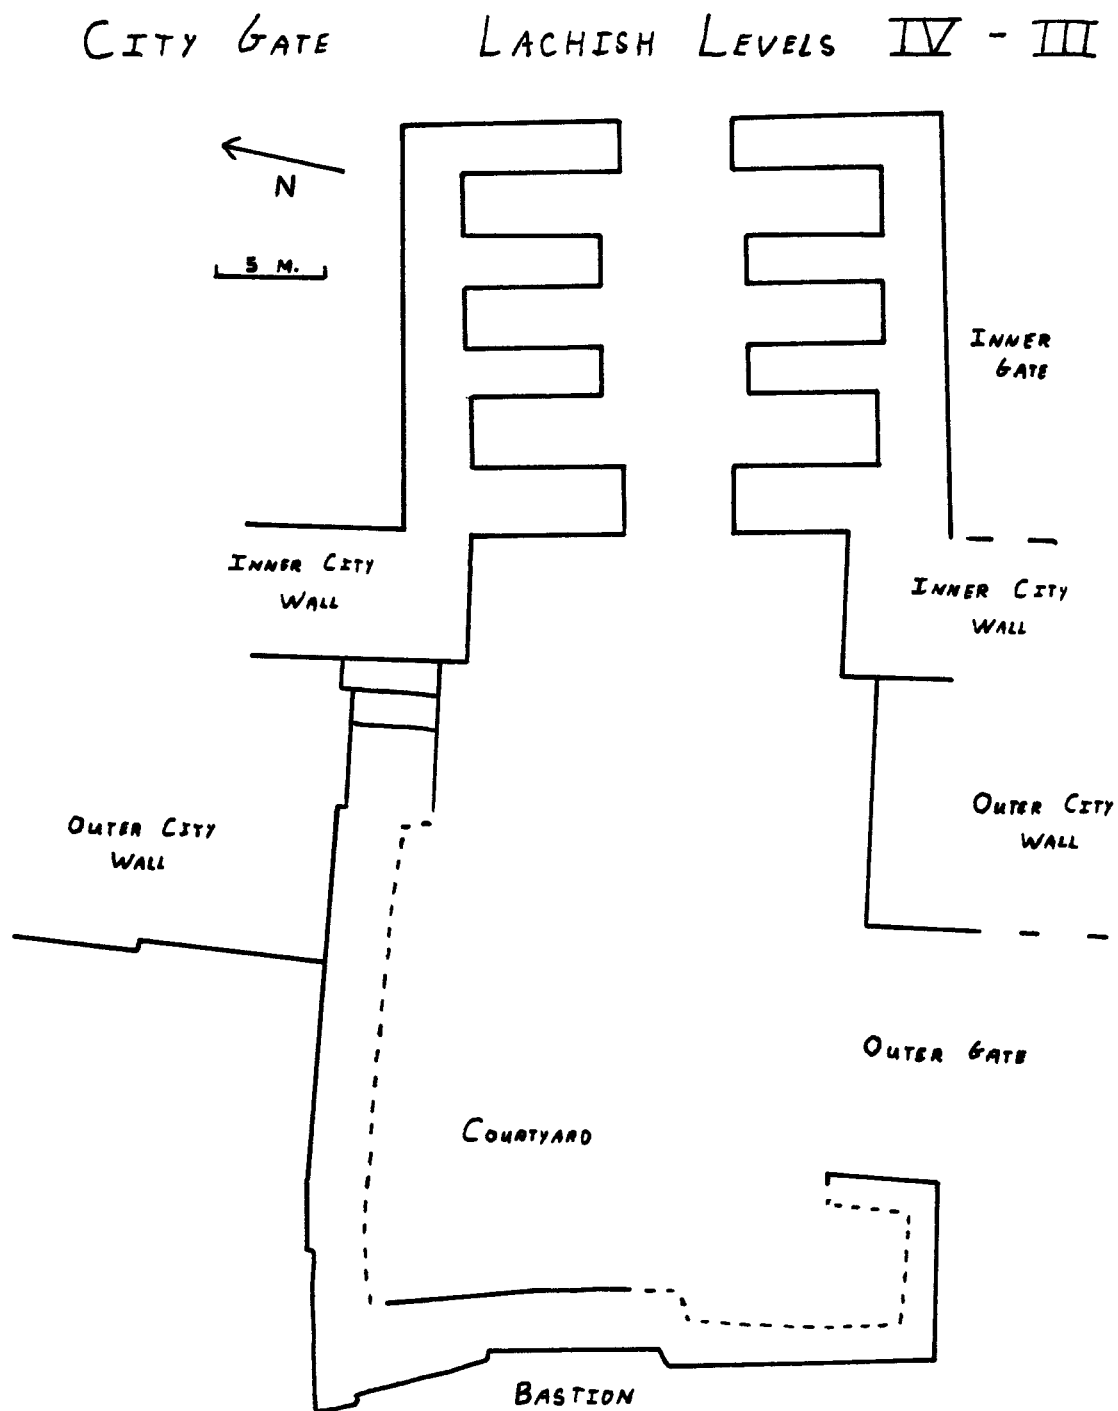 CITY GATE LACHISH LEVELS IV - III
N
5 M.
INNER
GATE
INNER CITY
WALL
INNER CITY
WALL
OUTER CITY
WALL
OUTER CITY
WALL
OUTER GATE
COURTYARD
BASTION